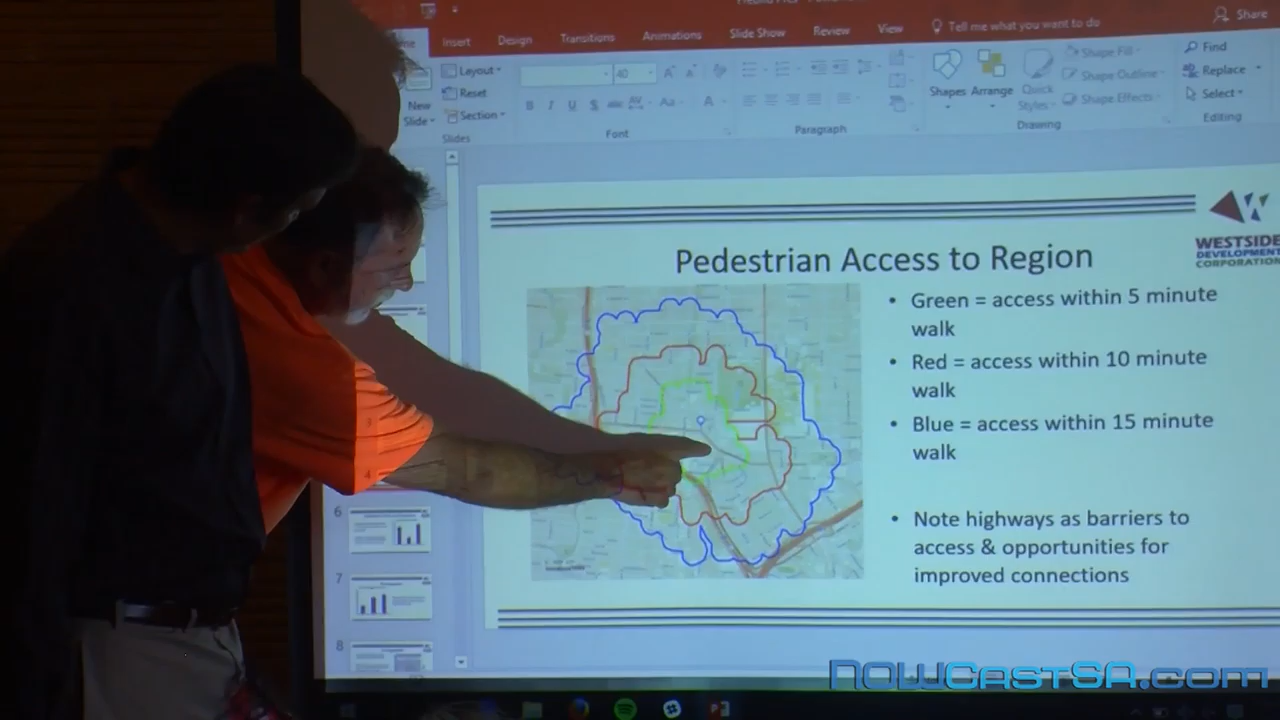 Insert Design Transitions Animations Slide Show Review View Tell me what you want to do Share
Layout
Reset
Section
New
Slide
Slides
40
B I U S abc AV Aa A
Font
Paragraph
Shapes Arrange Quick
Styles
Shape Fill
Shape Outline
Shape Effects
Drawing
Find
Replace
Select
Editing
WESTSIDE
DEVELOPMENT
CORPORATION
Pedestrian Access to Region
• Green = access within 5 minute
walk
• Red = access within 10 minute
walk
• Blue = access within 15 minute
walk
• Note highways as barriers to
access & opportunities for
improved connections
6
7
8
NOWCastSA.com